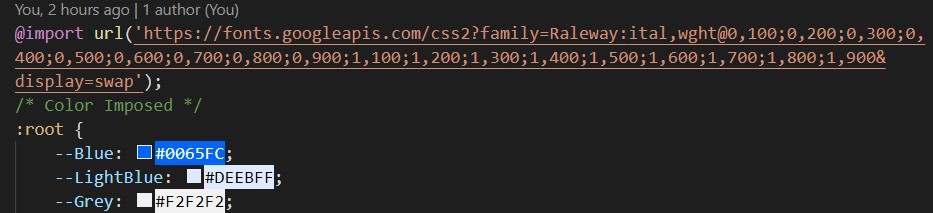 You, 2 hours ago | 1 author (You)
@import url('https://fonts.googleapis.com/css2?family=Raleway:ital,wght@0,100;0,200;0,300;0,
400;0,500;0,600;0,700;0,800;0,900;1,100;1,200;1,300;1,400;1,500;1,600;1,700;1,800;1,900&
display=swap');
/* Color Imposed */
:root {
--Blue: #0065FC;
--LightBlue: #DEEBFF;
--Grey: #F2F2F2;